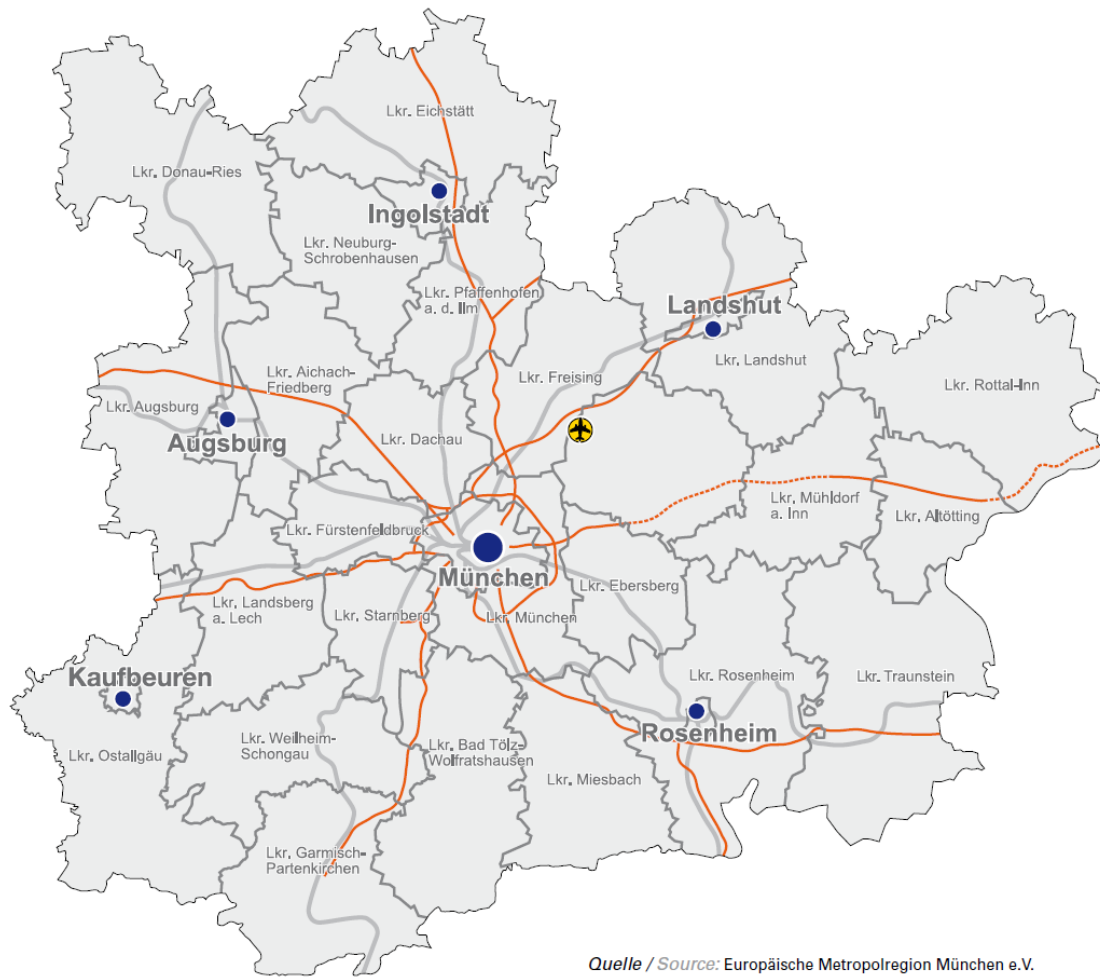 Lkr. Eichstätt
Lkr. Donau-Ries
Ingolstadt
Lkr. Neuburg-
Schrobenhausen
Lkr. Pfaffenhofen
a. d. Ilm
Landshut
Lkr. Landshut
Lkr. Aichach-
Friedberg
Lkr. Freising
Lkr. Rottal-Inn
Lkr. Augsburg
Augsburg
Lkr. Dachau
Lkr. Mühldorf
a. Inn
Lkr. Altötting
Lkr. Fürstenfeldbruck
München
Lkr. Ebersberg
Lkr. Landsberg
a. Lech
Lkr. Starnberg
Lkr. München
Kaufbeuren
Lkr. Rosenheim
Lkr. Traunstein
Rosenheim
Lkr. Ostallgäu
Lkr. Weilheim-
Schongau
Lkr. Bad Tölz-
Wolfratshausen
Lkr. Miesbach
Lkr. Garmisch-
Partenkirchen
Quelle / Source: Europäische Metropolregion München e.V.